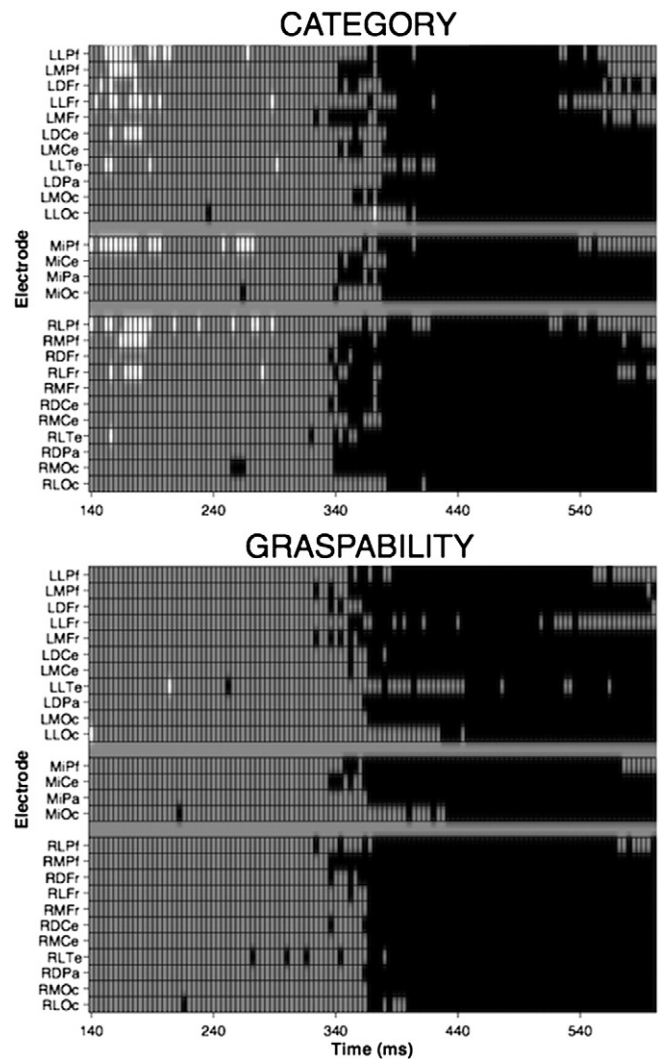 CATEGORY
Electrode
LLPf
LMPf
LDFr
LLFr
LMFr
LDCe
LMCe
LLTe
LDPa
LMOc
LLOc
MiPf
MiCe
MiPa
MiOc
RLPf
RMPf
RDFr
RLFr
RMFr
RDCe
RMCe
RLTe
RDPa
RMOc
RLOc
140 240 340 440 540
GRASPABILITY
Electrode
LLPf
LMPf
LDFr
LLFr
LMFr
LDCe
LMCe
LLTe
LDPa
LMOc
LLOc
MiPf
MiCe
MiPa
MiOc
RLPf
RMPf
RDFr
RLFr
RMFr
RDCe
RMCe
RLTe
RDPa
RMOc
RLOc
140 240 340 440 540
Time (ms)